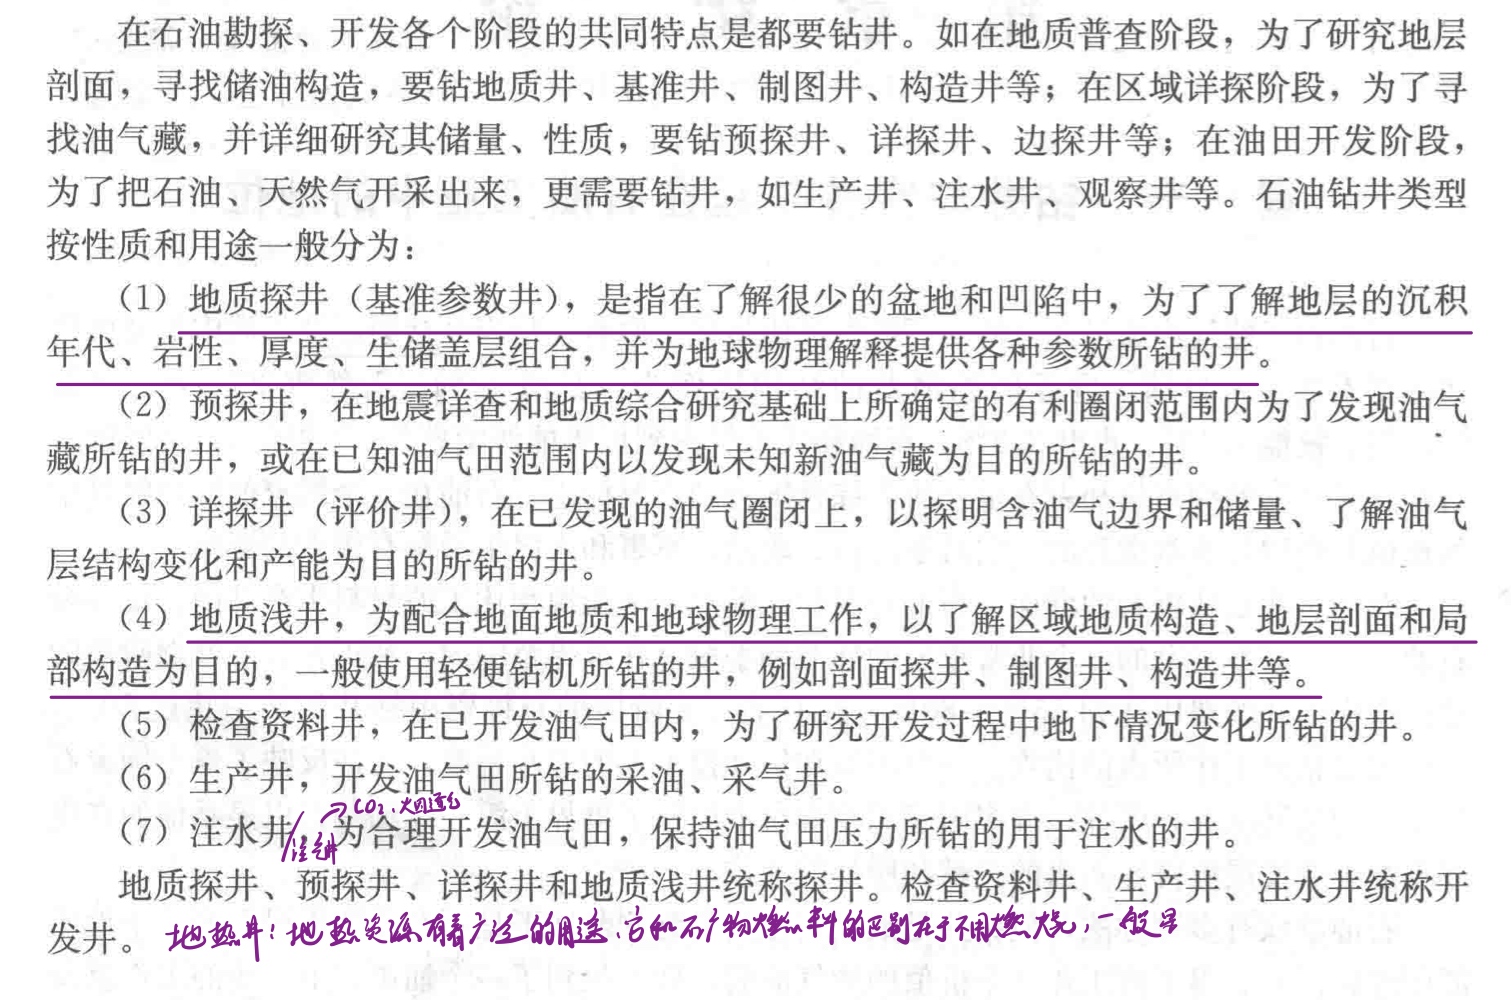 在石油勘探、开发各个阶段的共同特点是都要钻井。如在地质普查阶段，为了研究地层
剖面，寻找储油构造，要钻地质井、基准井、制图井、构造井等；在区域详探阶段，为了寻
找油气藏，并详细研究其储量、性质，要钻预探井、详探井、边探井等；在油田开发阶段，
为了把石油、天然气开采出来，更需要钻井，如生产井、注水井、观察井等。石油钻井类型
按性质和用途一般分为：
（1）地质探井（基准参数井），是指在了解很少的盆地和凹陷中，为了了解地层的沉积
年代、岩性、厚度、生储盖层组合，并为地球物理解释提供各种参数所钻的井。
（2）预探井，在地震详查和地质综合研究基础上所确定的有利圈闭范围内为了发现油气
藏所钻的井，或在已知油气田范围内以发现未知新油气藏为目的所钻的井。
（3）详探井（评价井），在已发现的油气圈闭上，以探明含油气边界和储量、了解油气
层结构变化和产能为目的所钻的井。
（4）地质浅井，为配合地面地质和地球物理工作，以了解区域地质构造、地层剖面和局
部构造为目的，一般使用轻便钻机所钻的井，例如剖面探井、制图井、构造井等。
（5）检查资料井，在已开发油气田内，为了研究开发过程中地下情况变化所钻的井。
（6）生产井，开发油气田所钻的采油、采气井。
CO2、火囧道气
（7）注水井，为合理开发油气田，保持油气田压力所钻的用于注水的井。
注气井
地质探井、预探井、详探井和地质浅井统称探井。检查资料井、生产井、注水井统称开
发井。 地热井！地热资源有着广泛的用途，它和石矿物燃料的区别在于不用燃烧，一般是